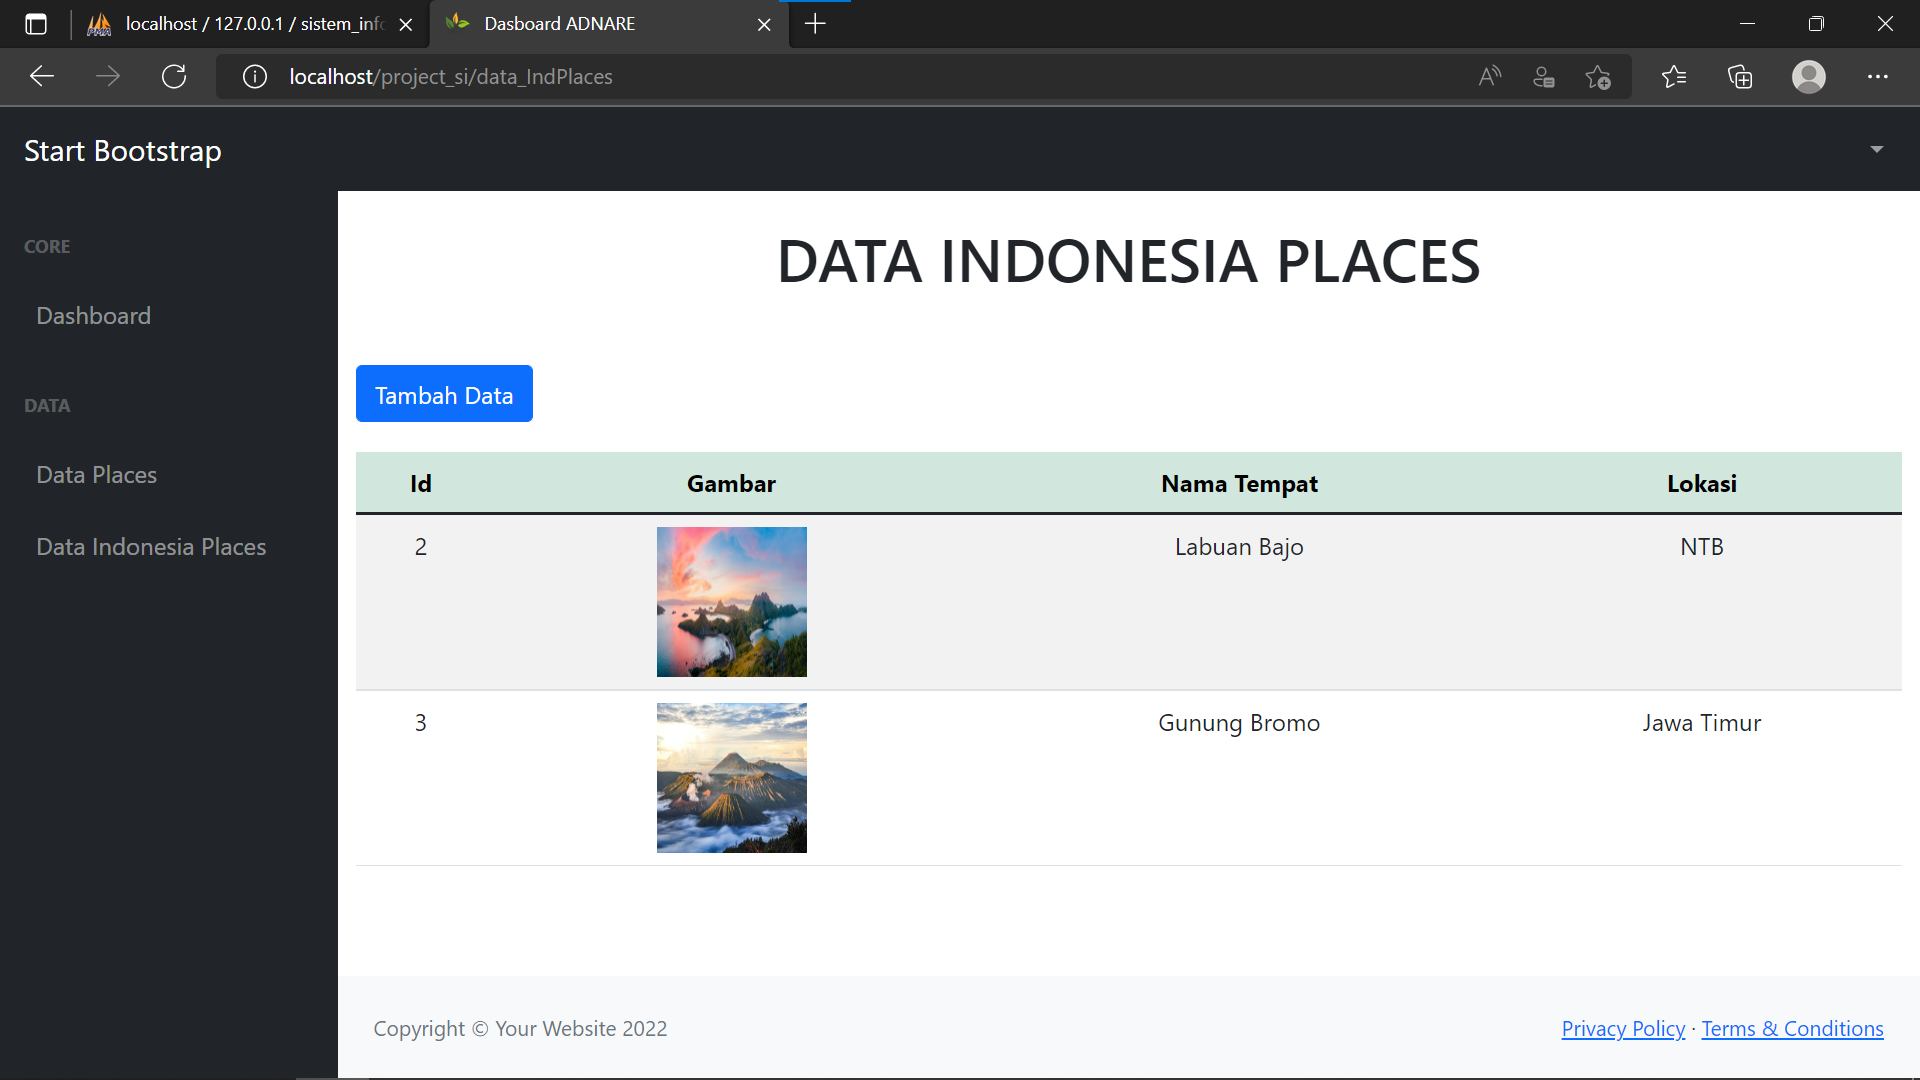 localhost / 127.0.0.1 / sistem_info
Dasboard ADNARE
localhost/project_si/data_IndPlaces
Start Bootstrap
CORE
Dashboard
DATA
Data Places
Data Indonesia Places
DATA INDONESIA PLACES
Tambah Data
Id Gambar Nama Tempat Lokasi
2 Labuan Bajo NTB
3 Gunung Bromo Jawa Timur
Copyright © Your Website 2022
Privacy Policy · Terms & Conditions